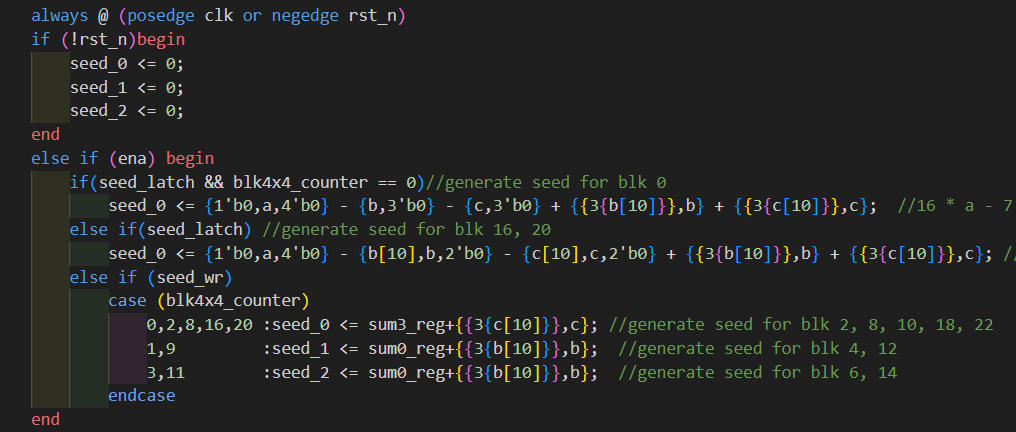 always @ (posedge clk or negedge rst_n)
if (!rst_n)begin
seed_0 <= 0;
seed_1 <= 0;
seed_2 <= 0;
end
else if (ena) begin
if(seed_latch && blk4x4_counter == 0)//generate seed for blk 0
seed_0 <= {1'b0,a,4'b0} - {b,3'b0} - {c,3'b0} + {{3{b[10]}},b} + {{3{c[10]}},c};  //16 * a - 7
else if(seed_latch) //generate seed for blk 16, 20
seed_0 <= {1'b0,a,4'b0} - {b[10],b,2'b0} - {c[10],c,2'b0} + {{3{b[10]}},b} + {{3{c[10]}},c}; //
else if (seed_wr)
case (blk4x4_counter)
0,2,8,16,20 :seed_0 <= sum3_reg+{{3{c[10]}},c}; //generate seed for blk 2, 8, 10, 18, 22
1,9         :seed_1 <= sum0_reg+{{3{b[10]}},b};  //generate seed for blk 4, 12
3,11        :seed_2 <= sum0_reg+{{3{b[10]}},b};  //generate seed for blk 6, 14
endcase
end